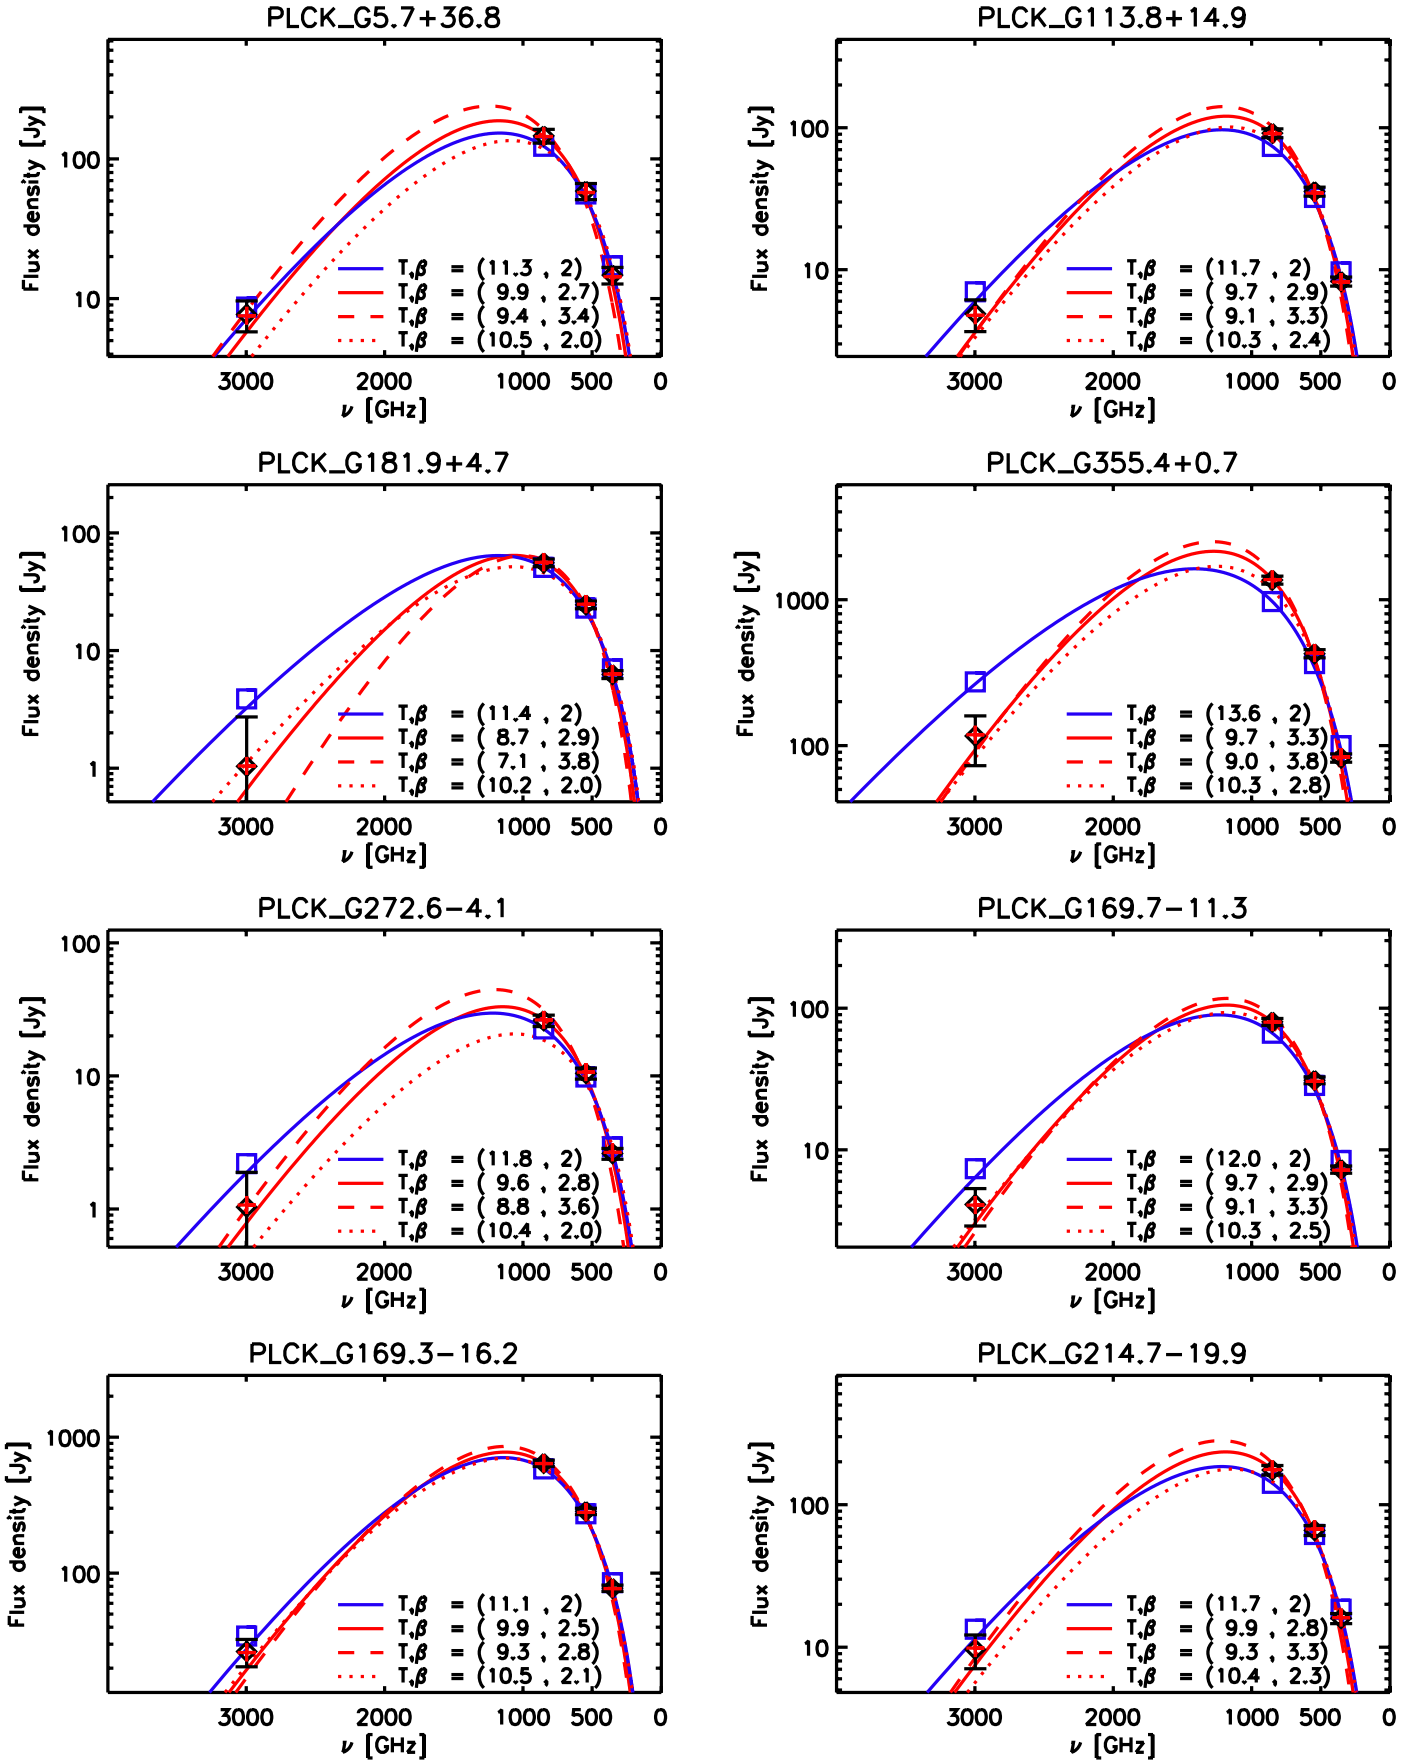 PLCK_G5.7+36.8
Flux density [Jy]
100
10
T,β = (11.3 , 2)
T,β = ( 9.9 , 2.7)
T,β = ( 9.4 , 3.4)
T,β = (10.5 , 2.0)
3000 2000 1000 500 0
ν [GHz]
PLCK_G113.8+14.9
Flux density [Jy]
100
10
T,β = (11.7 , 2)
T,β = ( 9.7 , 2.9)
T,β = ( 9.1 , 3.3)
T,β = (10.3 , 2.4)
3000 2000 1000 500 0
ν [GHz]
PLCK_G181.9+4.7
Flux density [Jy]
100
10
1
T,β = (11.4 , 2)
T,β = ( 8.7 , 2.9)
T,β = ( 7.1 , 3.8)
T,β = (10.2 , 2.0)
3000 2000 1000 500 0
ν [GHz]
PLCK_G355.4+0.7
Flux density [Jy]
1000
100
T,β = (13.6 , 2)
T,β = ( 9.7 , 3.3)
T,β = ( 9.0 , 3.8)
T,β = (10.3 , 2.8)
3000 2000 1000 500 0
ν [GHz]
PLCK_G272.6−4.1
Flux density [Jy]
100
10
1
T,β = (11.8 , 2)
T,β = ( 9.6 , 2.8)
T,β = ( 8.8 , 3.6)
T,β = (10.4 , 2.0)
3000 2000 1000 500 0
ν [GHz]
PLCK_G169.7−11.3
Flux density [Jy]
100
10
T,β = (12.0 , 2)
T,β = ( 9.7 , 2.9)
T,β = ( 9.1 , 3.3)
T,β = (10.3 , 2.5)
3000 2000 1000 500 0
ν [GHz]
PLCK_G169.3−16.2
Flux density [Jy]
1000
100
T,β = (11.1 , 2)
T,β = ( 9.9 , 2.5)
T,β = ( 9.3 , 2.8)
T,β = (10.5 , 2.1)
3000 2000 1000 500 0
ν [GHz]
PLCK_G214.7−19.9
Flux density [Jy]
100
10
T,β = (11.7 , 2)
T,β = ( 9.9 , 2.8)
T,β = ( 9.3 , 3.3)
T,β = (10.4 , 2.3)
3000 2000 1000 500 0
ν [GHz]